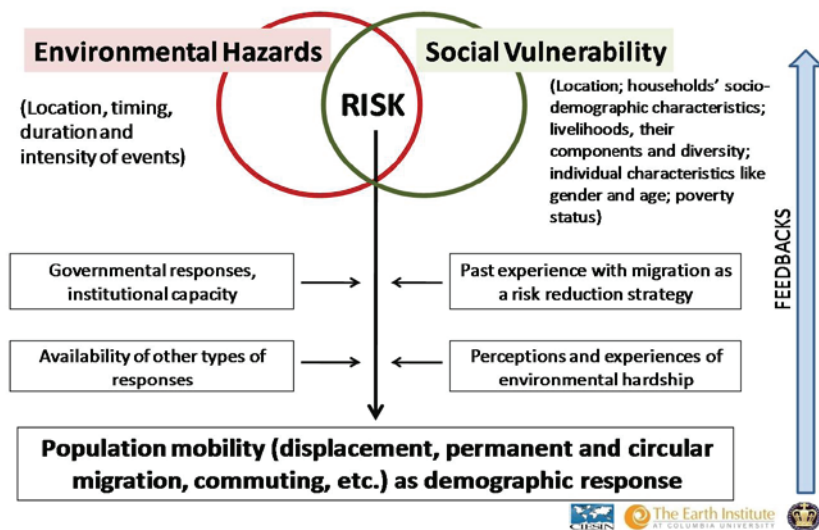 Environmental Hazards
Social Vulnerability
(Location, timing,
duration and
intensity of events)
RISK
(Location; households' socio-
demographic characteristics;
livelihoods, their
components and diversity;
individual characteristics like
gender and age; poverty
status)
FEEDBACKS
Governmental responses,
institutional capacity
Past experience with migration as
a risk reduction strategy
Availability of other types of
responses
Perceptions and experiences of
environmental hardship
Population mobility (displacement, permanent and circular
migration, commuting, etc.) as demographic response
CIESIN
The Earth Institute
AT COLUMBIA UNIVERSITY